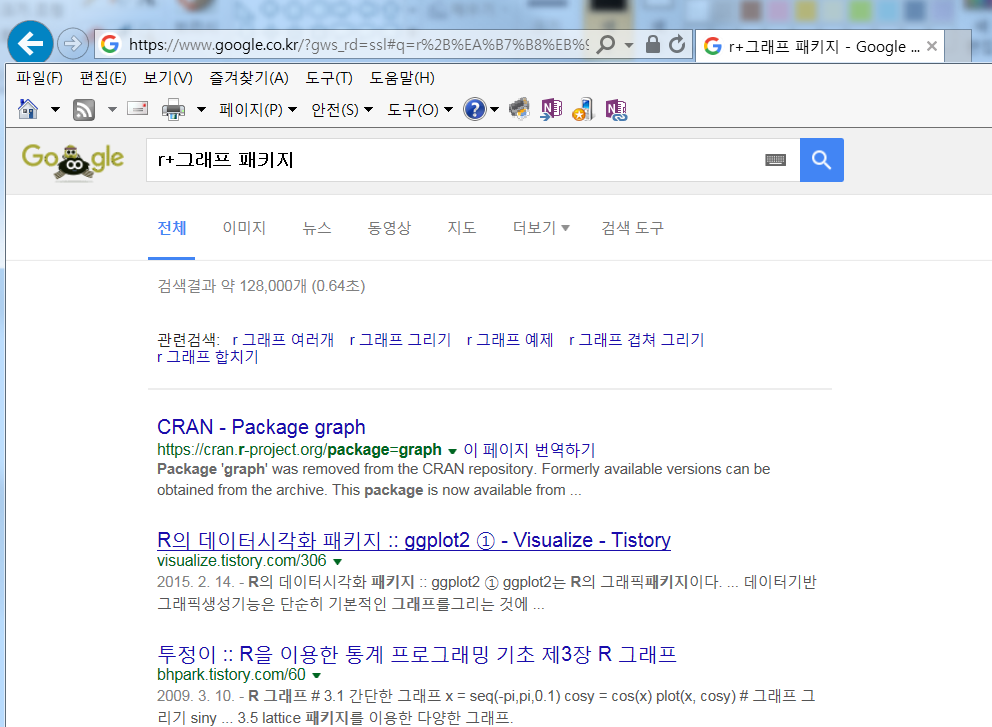 https://www.google.co.kr/?gws_rd=ssl#q=r%2B%EA%B7%B8%EB%9
r+그래프 패키지 - Google ...
파일(F) 편집(E) 보기(V) 즐겨찾기(A) 도구(T) 도움말(H)
페이지(P) 안전(S) 도구(O)
Google r+그래프 패키지
전체 이미지 뉴스 동영상 지도 더보기 검색 도구
검색결과 약 128,000개 (0.64초)
관련검색: r 그래프 여러개 r 그래프 그리기 r 그래프 예제 r 그래프 겹쳐 그리기
r 그래프 합치기
CRAN - Package graph
https://cran.r-project.org/package=graph 이 페이지 번역하기
Package 'graph' was removed from the CRAN repository. Formerly available versions can be
obtained from the archive. This package is now available from ...
R의 데이터시각화 패키지 :: ggplot2 ① - Visualize - Tistory
visualize.tistory.com/306
2015. 2. 14. - R의 데이터시각화 패키지 :: ggplot2 ① ggplot2는 R의 그래픽패키지이다. ... 데이터기반
그래픽생성기능은 단순히 기본적인 그래프를그리는 것에 ...
투정이 :: R을 이용한 통계 프로그래밍 기초 제3장 R 그래프
bhpark.tistory.com/60
2009. 3. 10. - R 그래프 # 3.1 간단한 그래프 x = seq(-pi,pi,0.1) cosy = cos(x) plot(x, cosy) # 그래프 그
리기 siny ... 3.5 lattice 패키지를 이용한 다양한 그래프.